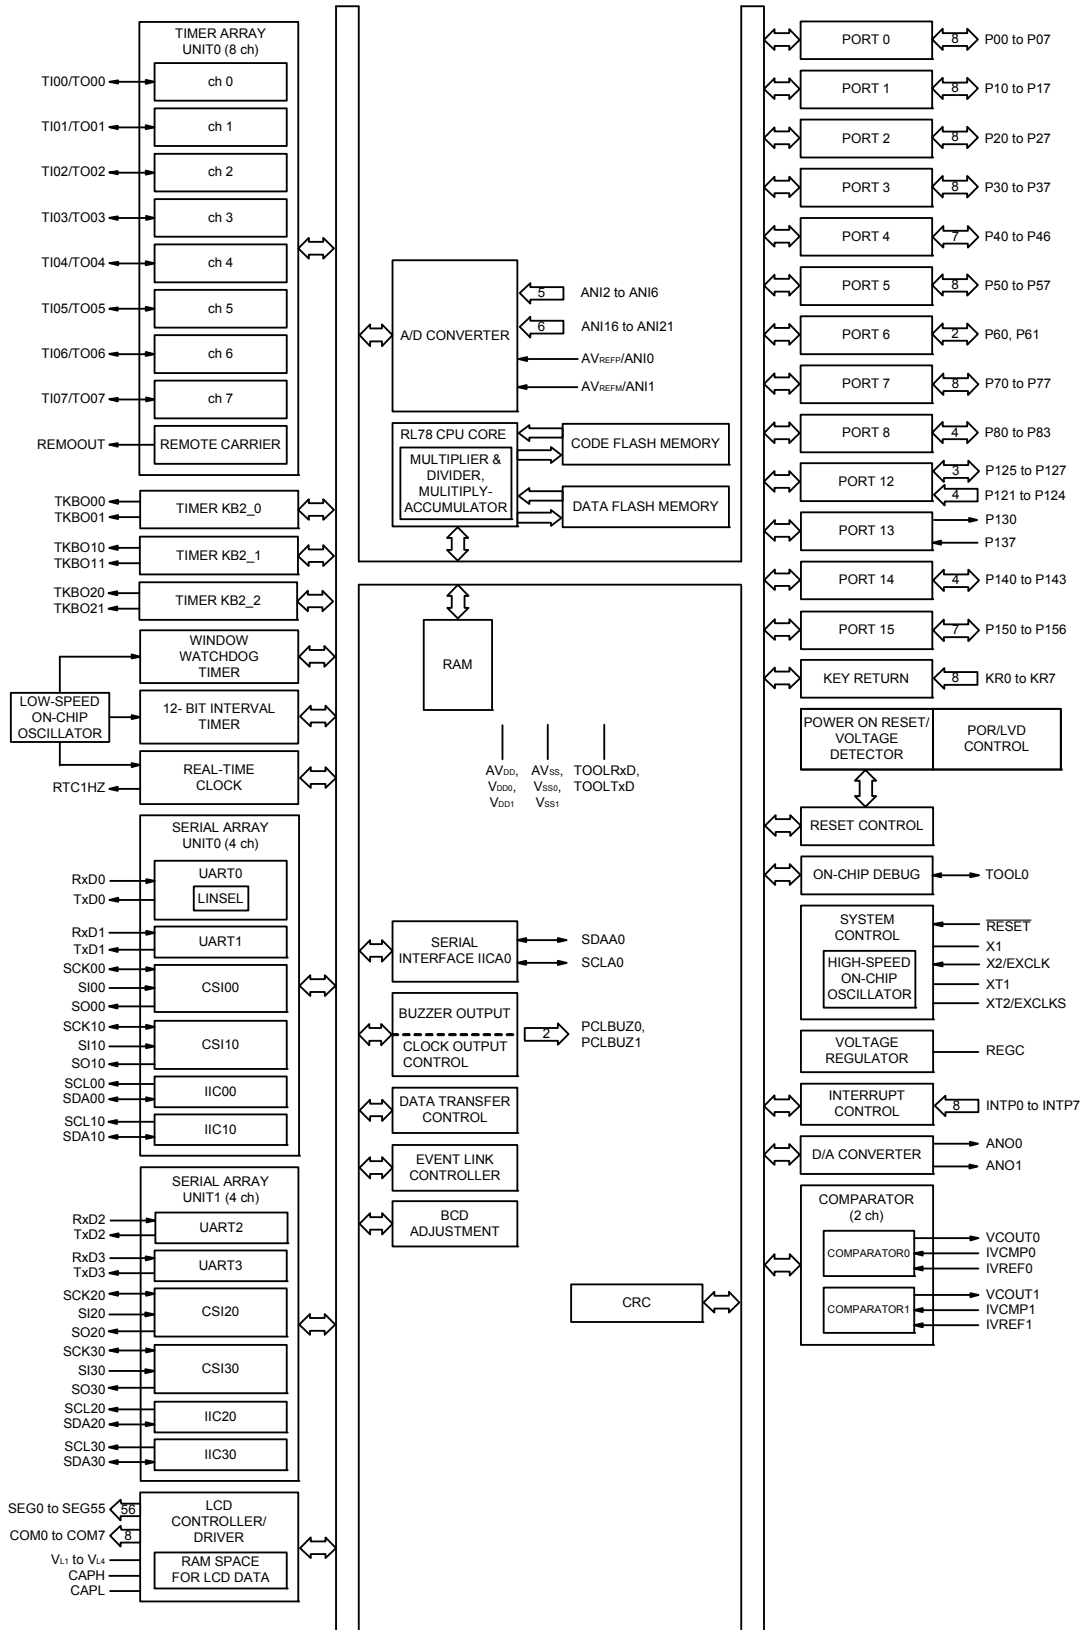 TIMER ARRAY
UNIT0 (8 ch)
TI00/TO00
ch 0
TI01/TO01
ch 1
TI02/TO02
ch 2
TI03/TO03
ch 3
TI04/TO04
ch 4
TI05/TO05
ch 5
TI06/TO06
ch 6
TI07/TO07
ch 7
REMOOUT
REMOTE CARRIER
TKBO00
TKBO01
TIMER KB2_0
TKBO10
TKBO11
TIMER KB2_1
TKBO20
TKBO21
TIMER KB2_2
WINDOW
WATCHDOG
TIMER
LOW-SPEED
ON-CHIP
OSCILLATOR
12- BIT INTERVAL
TIMER
REAL-TIME
CLOCK
RTC1HZ
SERIAL ARRAY
UNIT0 (4 ch)
RxD0
TxD0
UART0
LINSEL
RxD1
TxD1
UART1
SCK00
SI00
SO00
CSI00
SCK10
SI10
SO10
CSI10
SCL00
SDA00
IIC00
SCL10
SDA10
IIC10
SERIAL ARRAY
UNIT1 (4 ch)
RxD2
TxD2
UART2
RxD3
TxD3
UART3
SCK20
SI20
SO20
CSI20
SCK30
SI30
SO30
CSI30
SCL20
SDA20
IIC20
SCL30
SDA30
IIC30
SEG0 to SEG55
56
COM0 to COM7
8
VL1 to VL4
CAPH
CAPL
LCD
CONTROLLER/
DRIVER
RAM SPACE
FOR LCD DATA
A/D CONVERTER
5
ANI2 to ANI6
6
ANI16 to ANI21
AVREFP/ANI0
AVREFM/ANI1
RL78 CPU CORE
MULTIPLIER &
DIVIDER,
MULTIPLY-
ACCUMULATOR
CODE FLASH MEMORY
DATA FLASH MEMORY
RAM
AVDD,
VDD0,
VDD1
AVSS,
VSS0,
VSS1
TOOLRxD,
TOOLTxD
SERIAL
INTERFACE IICA0
SDAA0
SCLA0
BUZZER OUTPUT
CLOCK OUTPUT
CONTROL
2
PCLBUZ0,
PCLBUZ1
DATA TRANSFER
CONTROL
EVENT LINK
CONTROLLER
BCD
ADJUSTMENT
CRC
PORT 0
8
P00 to P07
PORT 1
8
P10 to P17
PORT 2
8
P20 to P27
PORT 3
8
P30 to P37
PORT 4
7
P40 to P46
PORT 5
8
P50 to P57
PORT 6
2
P60, P61
PORT 7
8
P70 to P77
PORT 8
4
P80 to P83
PORT 12
3
P125 to P127
4
P121 to P124
PORT 13
P130
P137
PORT 14
4
P140 to P143
PORT 15
7
P150 to P156
KEY RETURN
8
KR0 to KR7
POWER ON RESET/
VOLTAGE
DETECTOR
POR/LVD
CONTROL
RESET CONTROL
ON-CHIP DEBUG
TOOL0
SYSTEM
CONTROL
HIGH-SPEED
ON-CHIP
OSCILLATOR
RESET
X1
X2/EXCLK
XT1
XT2/EXCLKS
VOLTAGE
REGULATOR
REGC
INTERRUPT
CONTROL
8
INTP0 to INTP7
D/A CONVERTER
ANO0
ANO1
COMPARATOR
(2 ch)
COMPARATOR0
VCOUT0
IVCMP0
IVREF0
COMPARATOR1
VCOUT1
IVCMP1
IVREF1